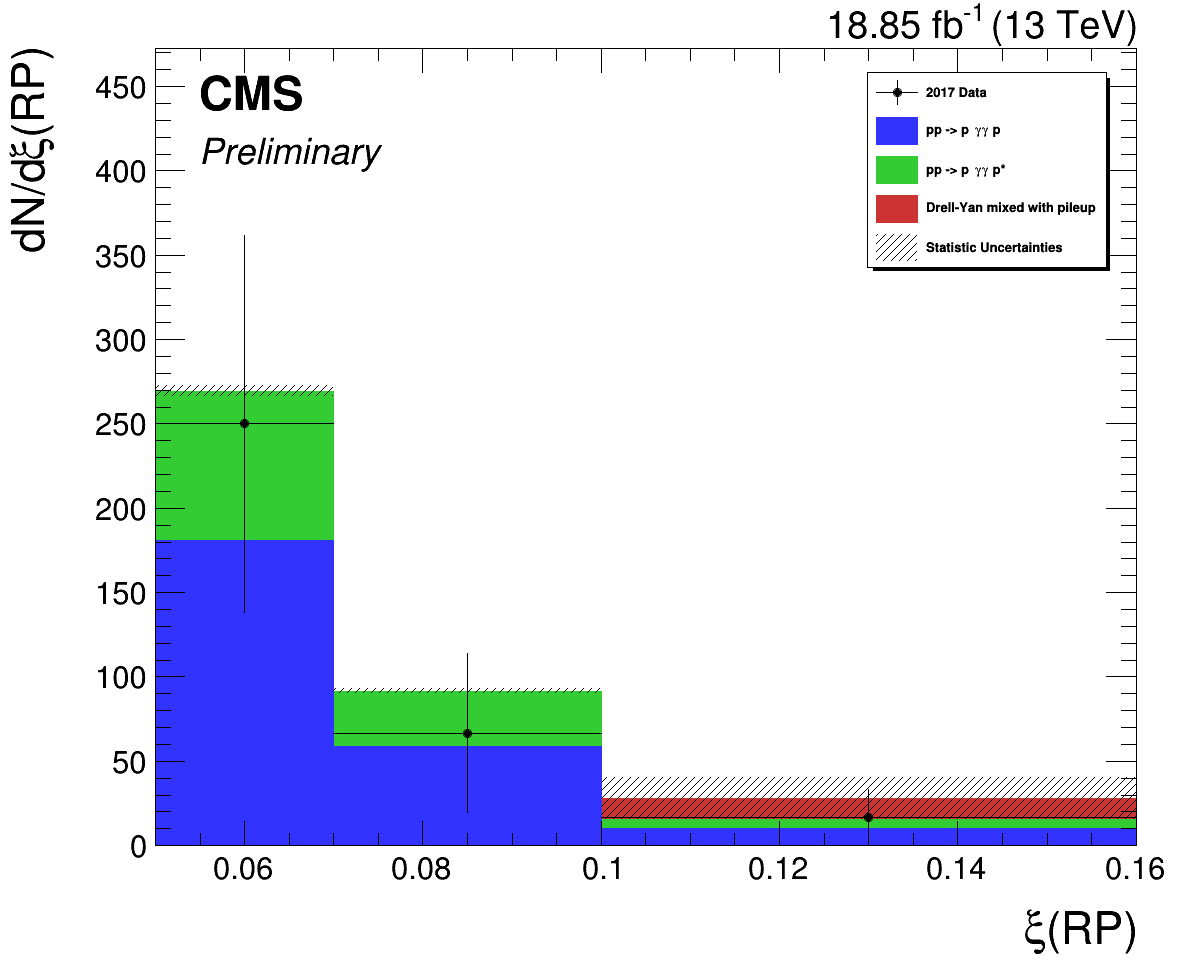 18.85 fb⁻¹ (13 TeV)
dN/dξ(RP)
CMS
Preliminary
2017 Data
pp -> p γγ p
pp -> p γγ p*
Drell-Yan mixed with pileup
Statistic Uncertainties
450
400
350
300
250
200
150
100
50
0
0.06 0.08 0.1 0.12 0.14 0.16
ξ(RP)